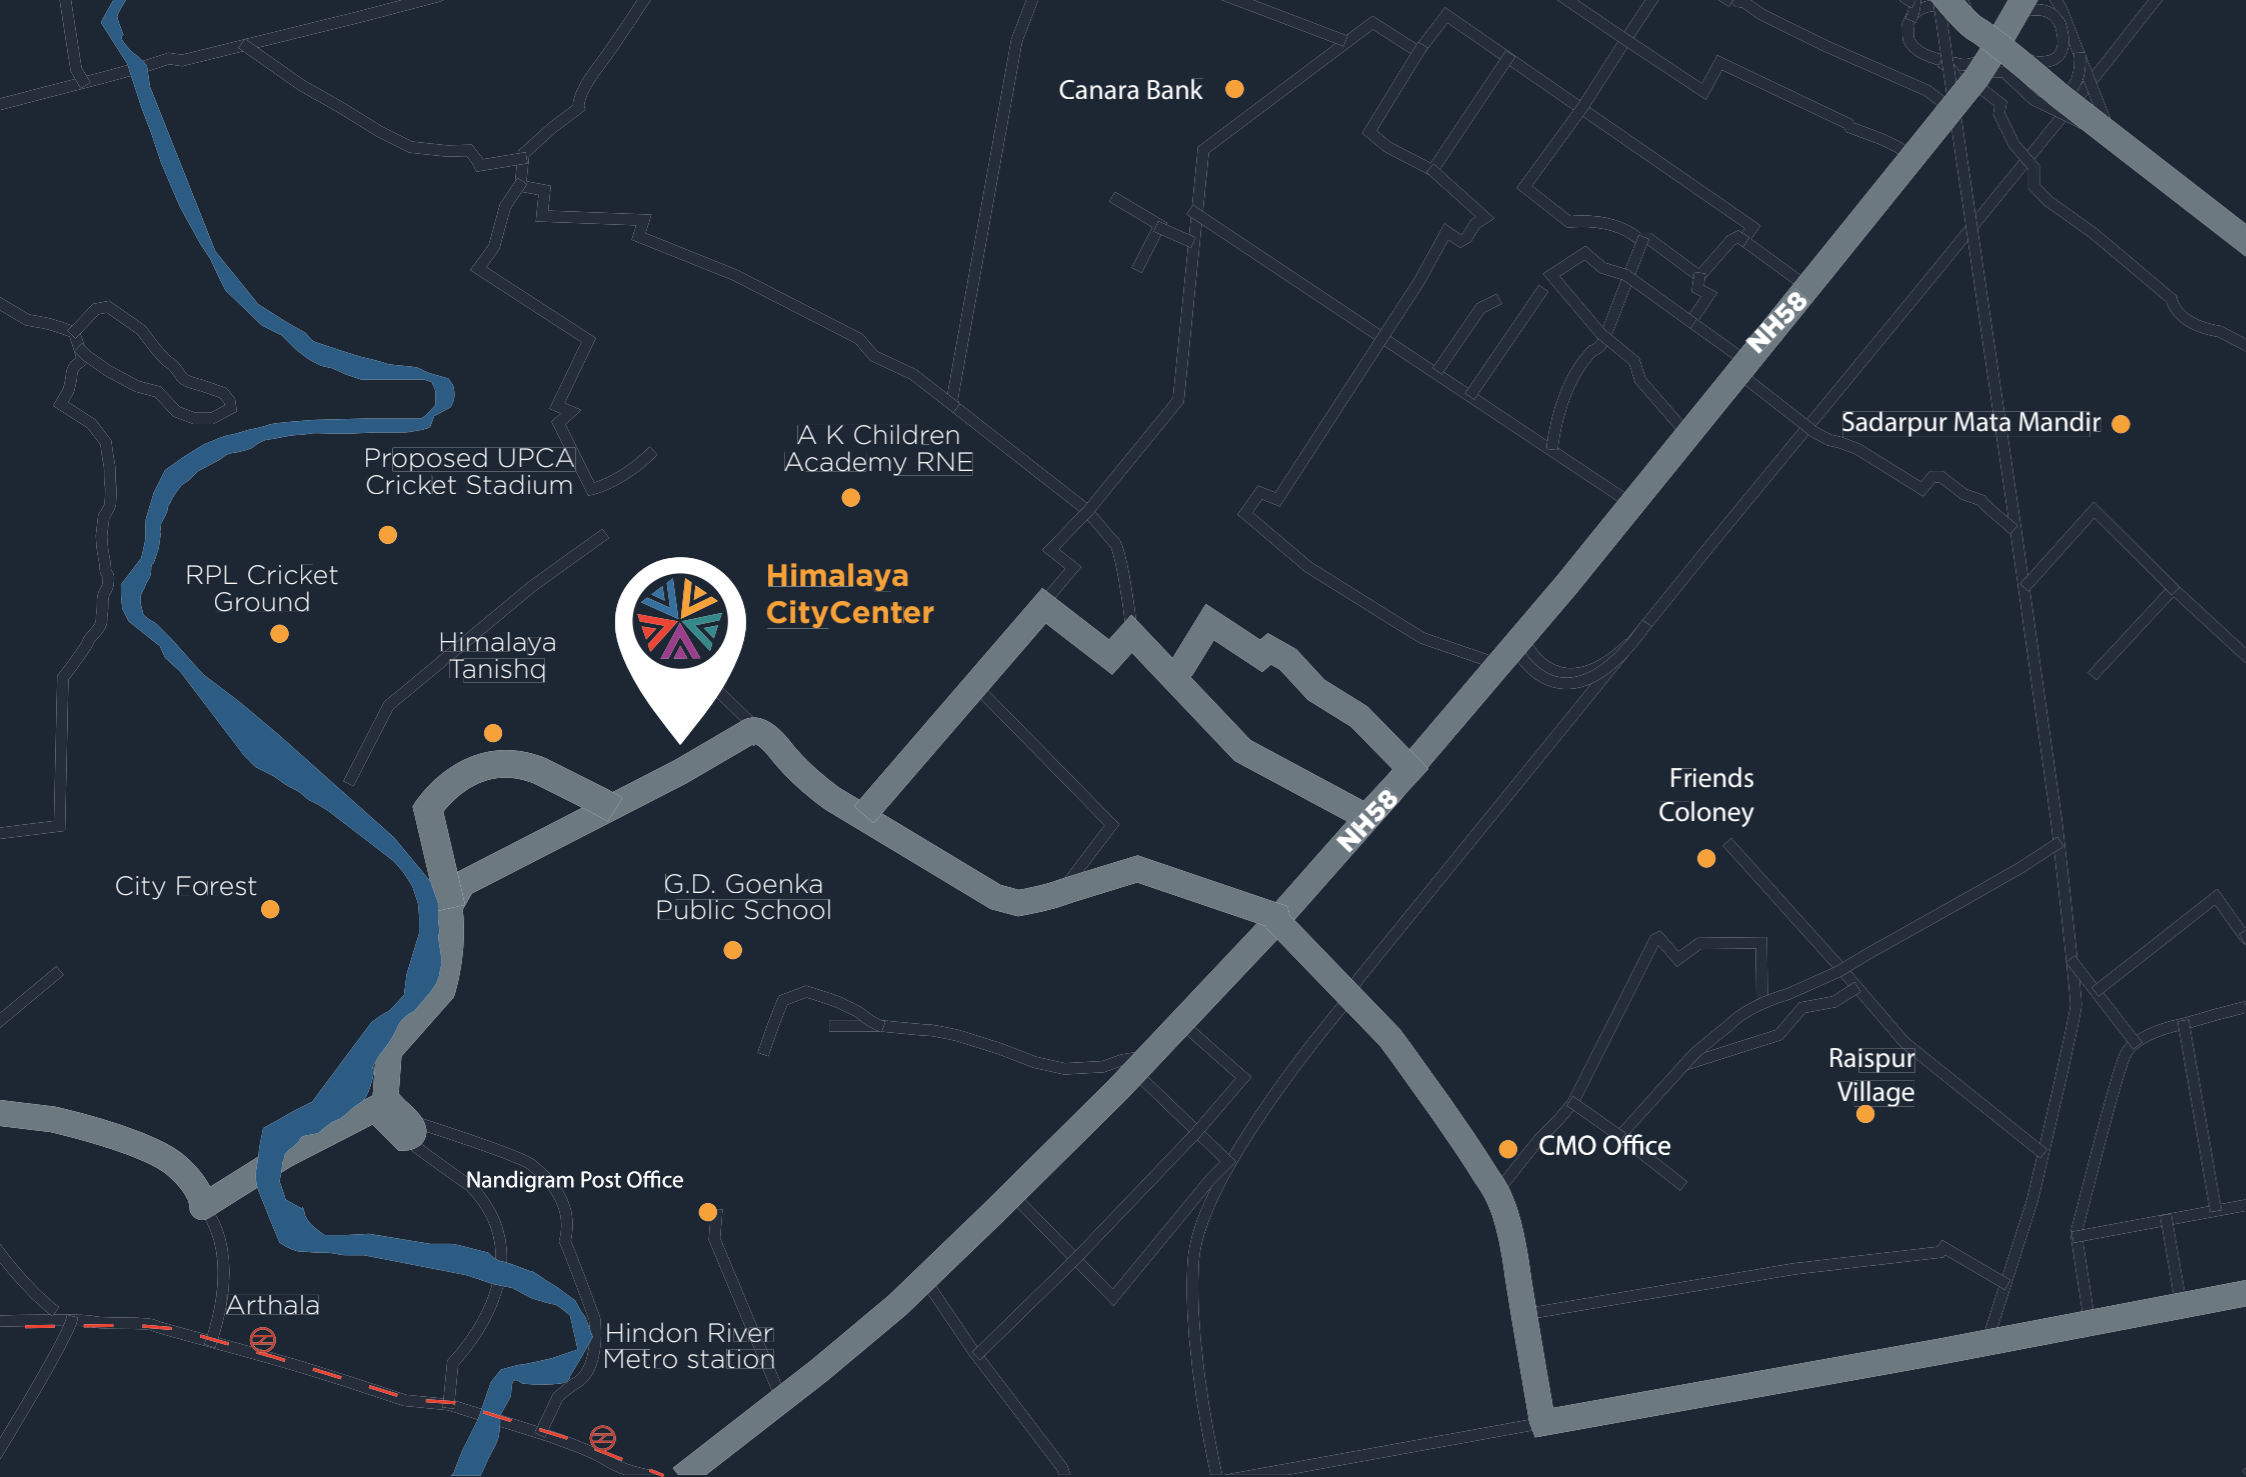 Canara Bank
NH58
Sadarpur Mata Mandir
A K Children
Academy RNE
Proposed UPCA
Cricket Stadium
RPL Cricket
Ground
Himalaya
CityCenter
Himalaya
Tanishq
Friends
Coloney
NH58
City Forest
G.D. Goenka
Public School
Raispur
Village
CMO Office
Nandigram Post Office
Arthala
Hindon River
Metro station